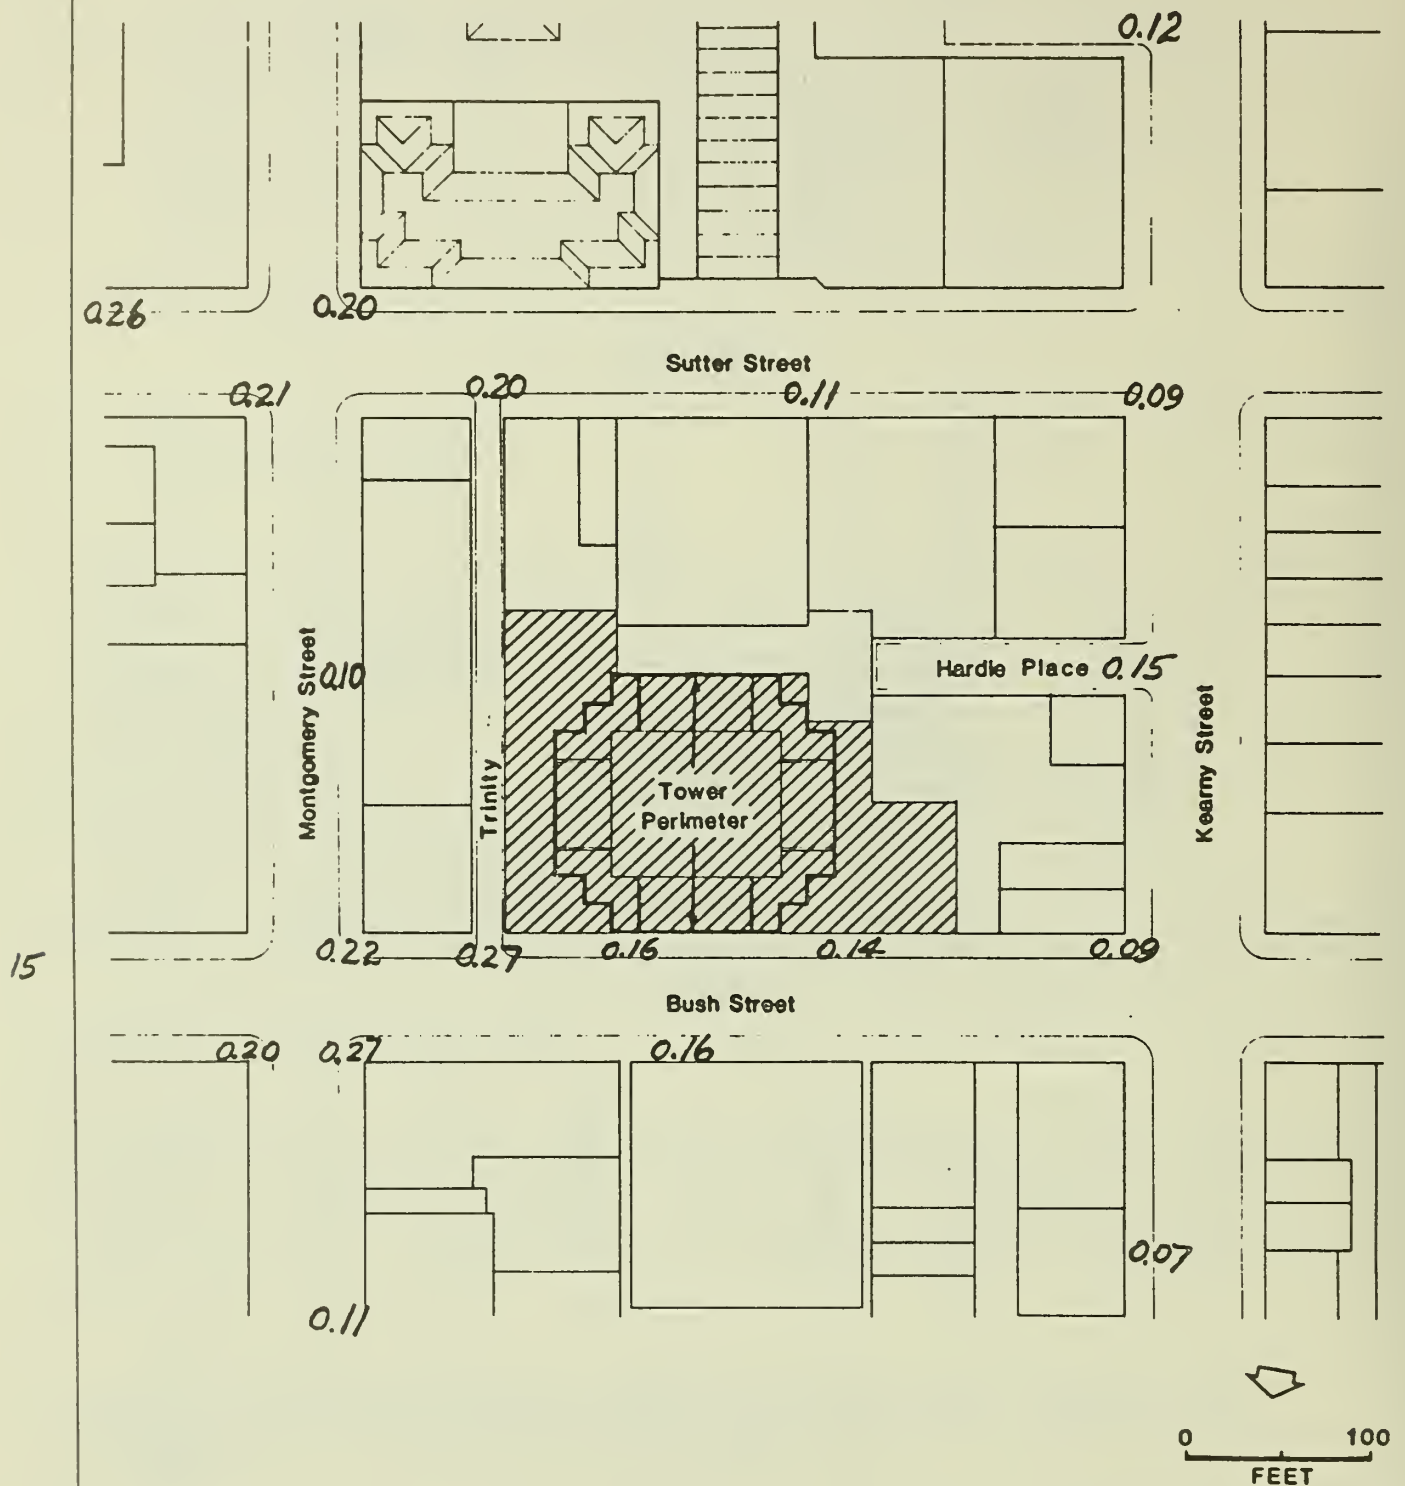 0.12
0.26
0.20
Sutter Street
0.21
0.20
0.11
0.09
Hardie Place 0.15
Montgomery Street
0.10
Trinity
Tower
Perimeter
Kearny Street
0.22
0.27
0.16
0.14
0.09
15
Bush Street
0.20
0.27
0.16
0.07
0.11
0 100
FEET